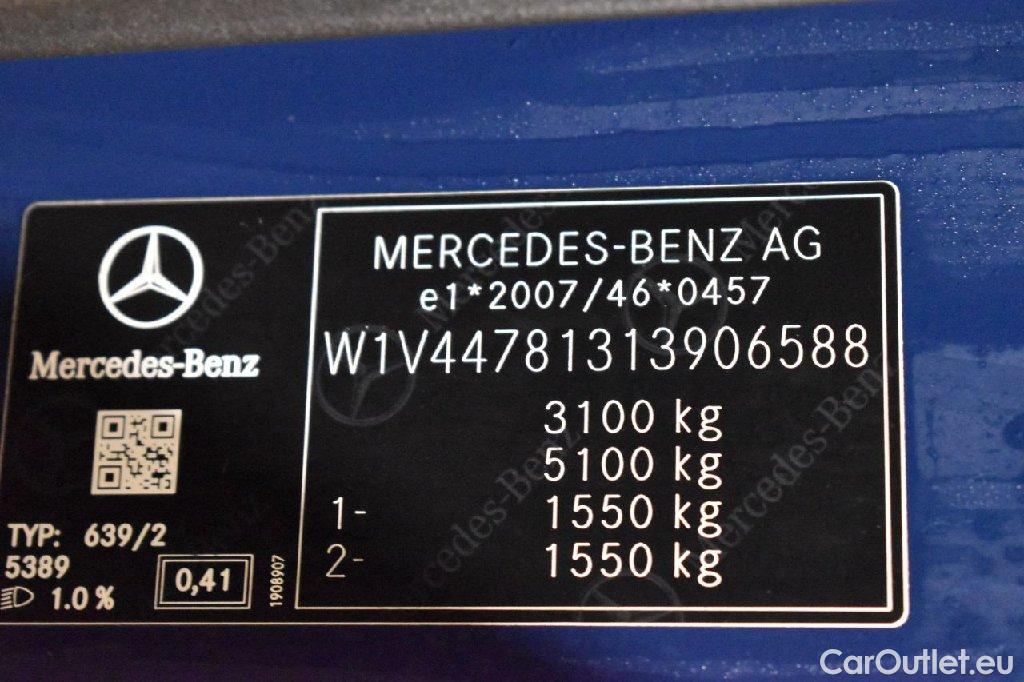 Mercedes-Benz
TYP: 639/2
5389
1.0 %
0,41
1908907
MERCEDES-BENZ AG
e1*2007/46*0457
W1V44781313906588
3100 kg
5100 kg
1- 1550 kg
2- 1550 kg
CarOutlet.eu